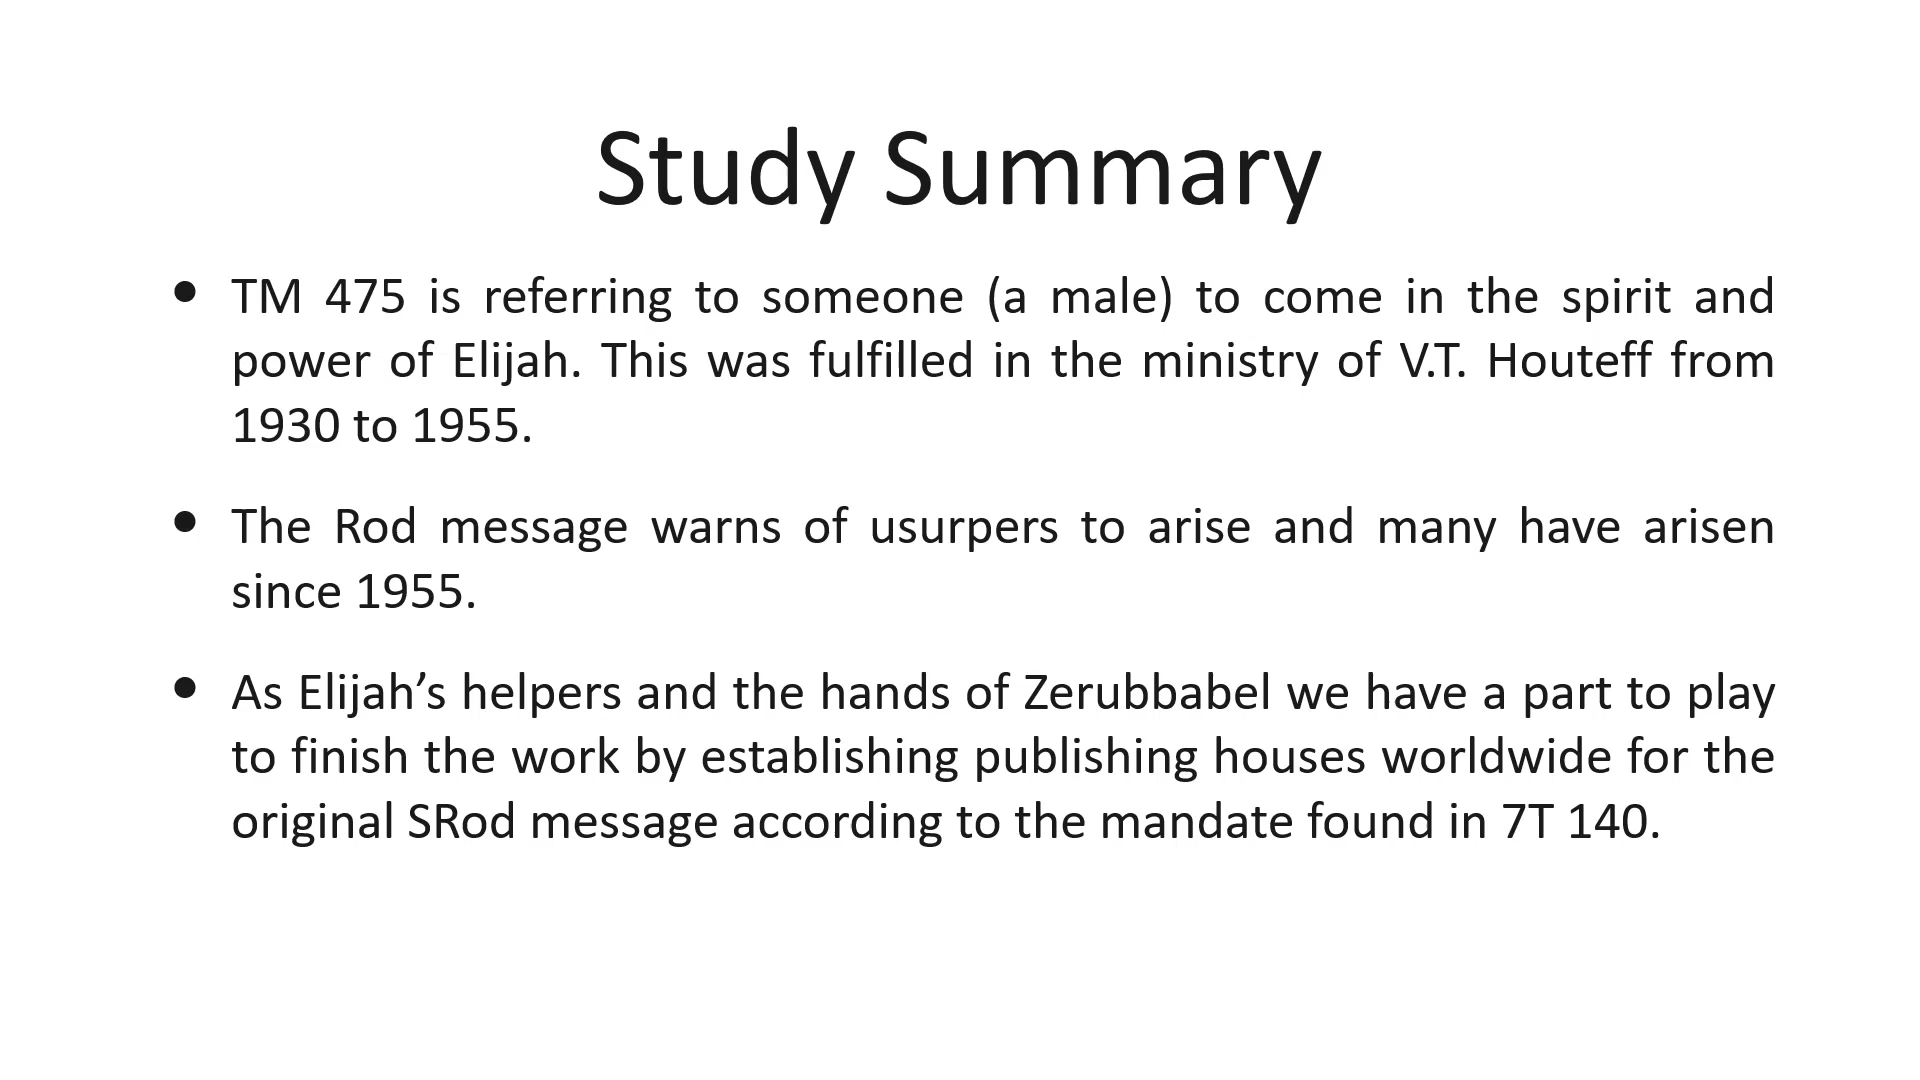 Study Summary
• TM 475 is referring to someone (a male) to come in the spirit and
power of Elijah. This was fulfilled in the ministry of V.T. Houteff from
1930 to 1955.
• The Rod message warns of usurpers to arise and many have arisen
since 1955.
• As Elijah’s helpers and the hands of Zerubbabel we have a part to play
to finish the work by establishing publishing houses worldwide for the
original SRod message according to the mandate found in 7T 140.